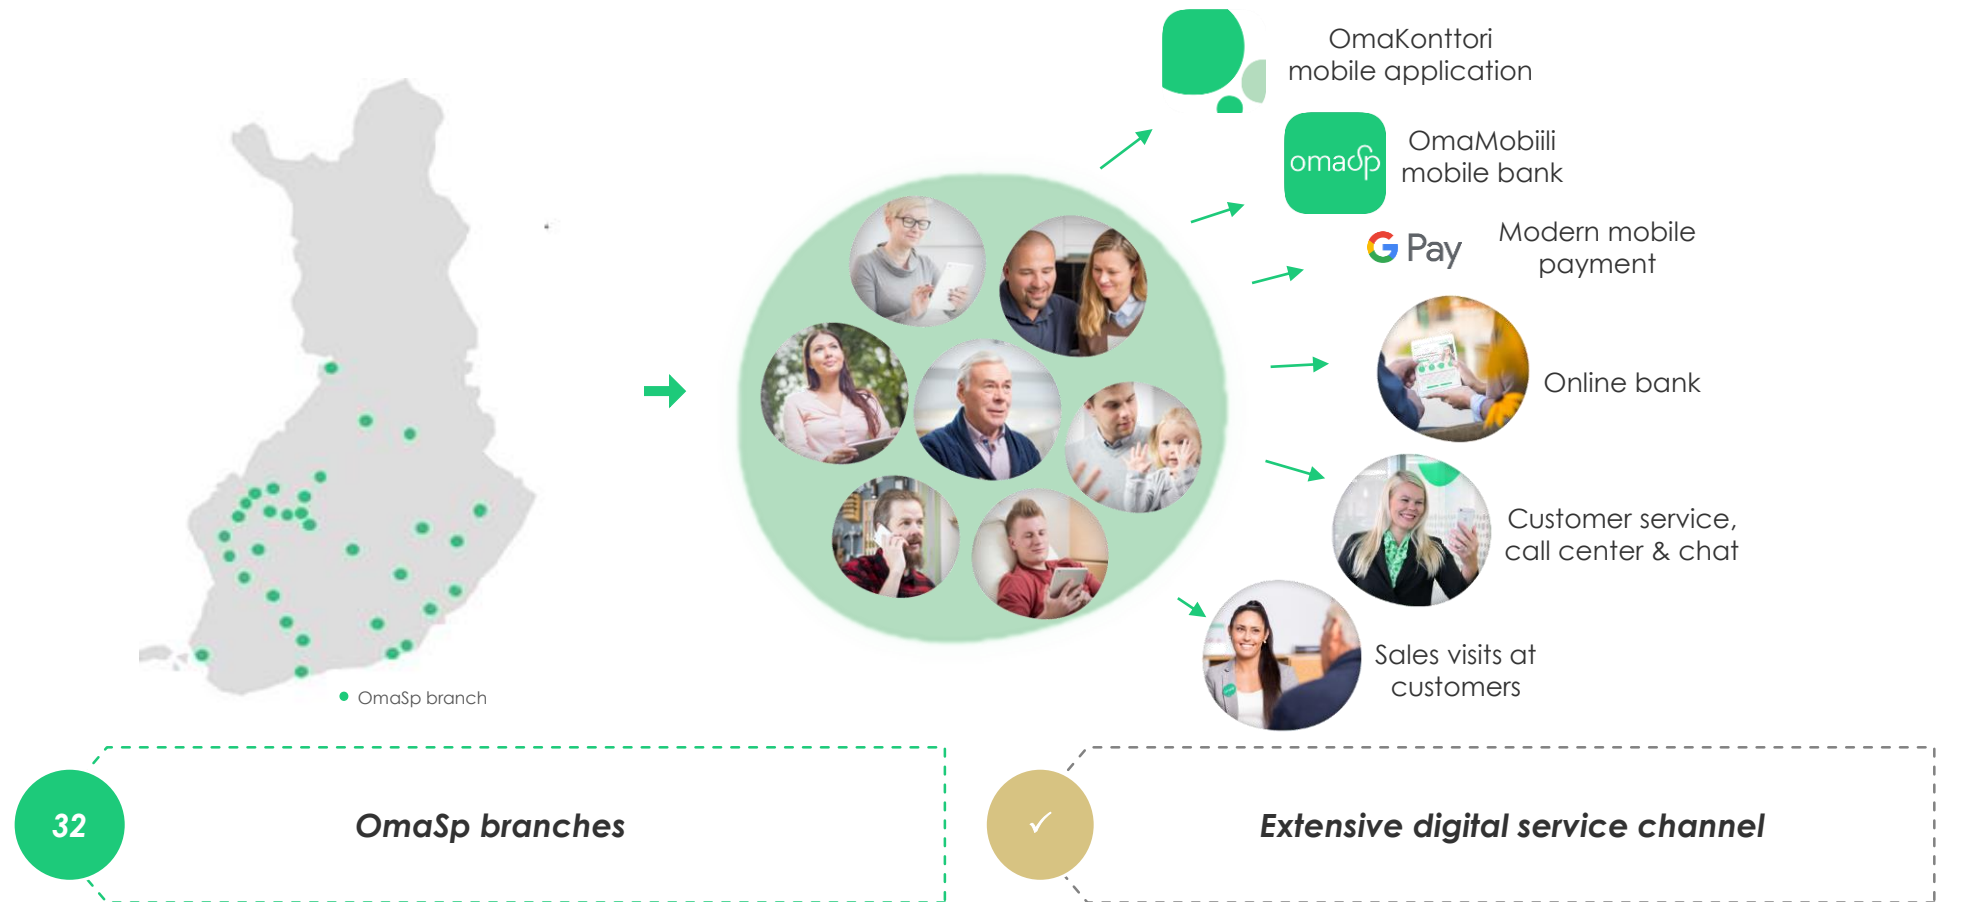 OmaKonttori
mobile application
omaSp
OmaMobiili
mobile bank
G Pay
Modern mobile
payment
Online bank
Customer service,
call center & chat
Sales visits at
customers
OmaSp branch
32
OmaSp branches
✓
Extensive digital service channel